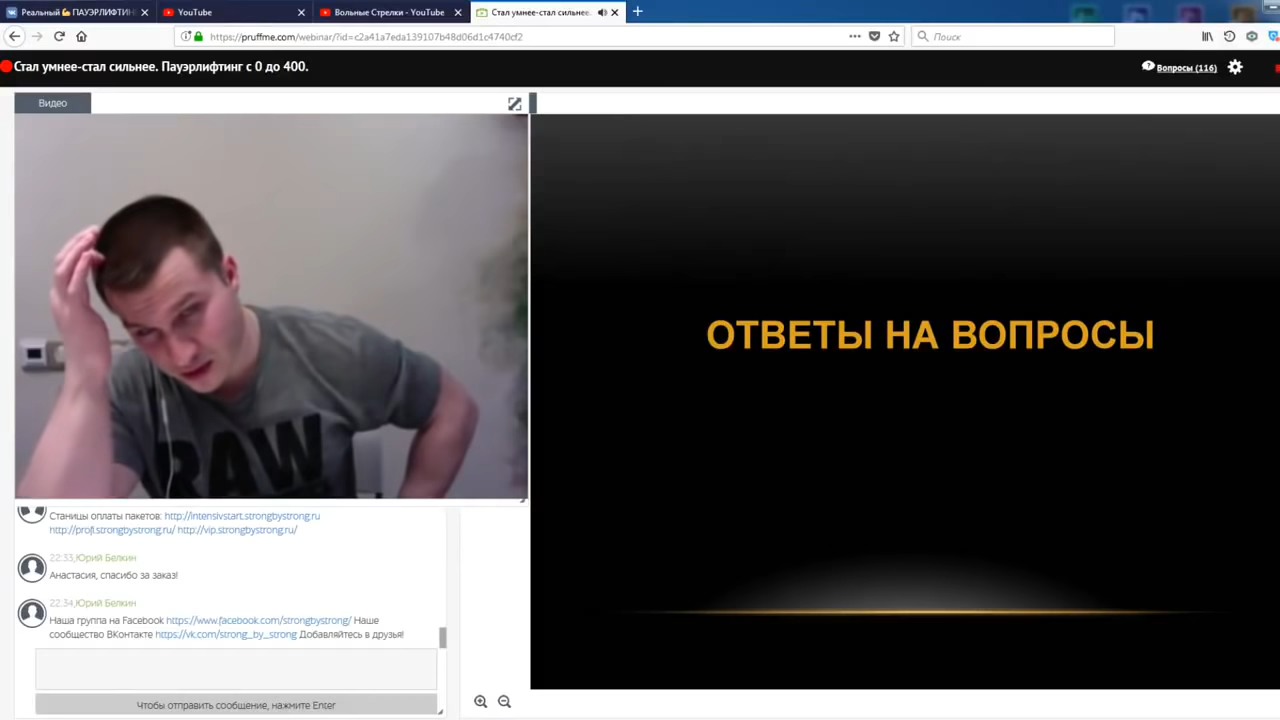 Реальный 💪 ПАУЭРЛИФТИН
YouTube
Вольные Стрелки - YouTube
Стал умнее-стал сильнее.
https://pruffme.com/webinar/?id=c2a41a7eda139107b48d06d1c4740cf2
Поиск
Стал умнее-стал сильнее. Пауэрлифтинг с 0 до 400.
Вопросы (116)
Видео
RAW
ОТВЕТЫ НА ВОПРОСЫ
Станицы оплаты пакетов: http://intensivstart.strongbystrong.ru
http://profi.strongbystrong.ru/ http://vip.strongbystrong.ru/
22:33,Юрий Белкин
Анастасия, спасибо за заказ!
22:34,Юрий Белкин
Наша группа на Facebook https://www.facebook.com/strongbystrong/ Наше
сообщество ВКонтакте https://vk.com/strong_by_strong Добавляйтесь в друзья!
Чтобы отправить сообщение, нажмите Enter